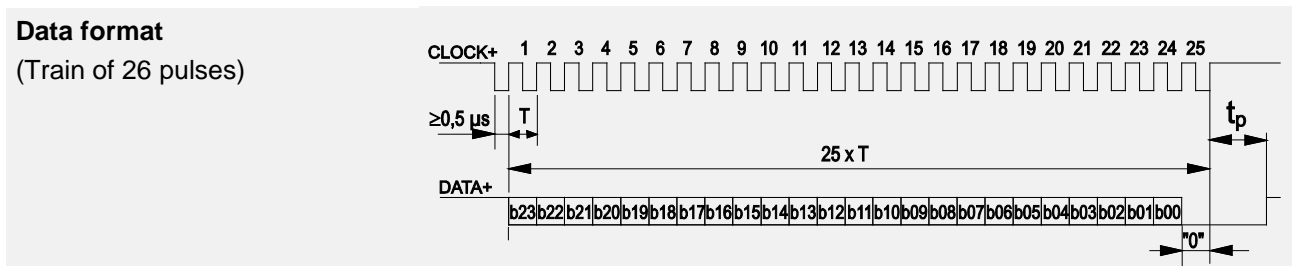 Data format
(Train of 26 pulses)
CLOCK+ 1 2 3 4 5 6 7 8 9 10 11 12 13 14 15 16 17 18 19 20 21 22 23 24 25
≥0,5 µs T tp
25 x T
DATA+
b23 b22 b21 b20 b19 b18 b17 b16 b15 b14 b13 b12 b11 b10 b09 b08 b07 b06 b05 b04 b03 b02 b01 b00
"0"